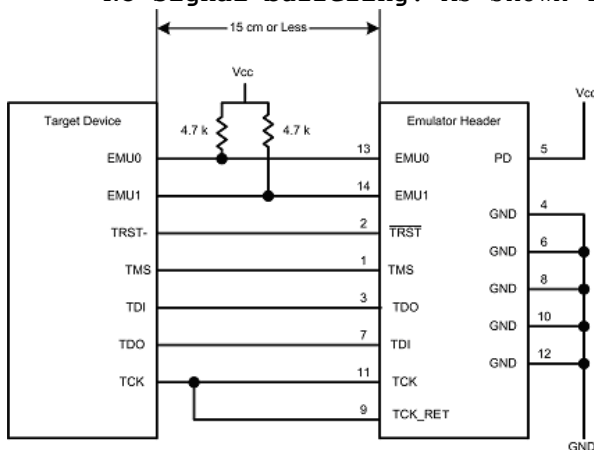 15 cm or Less
Vcc
Vcc
Target Device
4.7 k
4.7 k
Emulator Header
EMU0
13
EMU0
PD
5
EMU1
14
EMU1
GND
4
TRST-
2
TRST
GND
6
TMS
1
TMS
GND
8
TDI
3
TDO
GND
10
TDO
7
TDI
GND
12
TCK
11
TCK
9
TCK_RET
GND